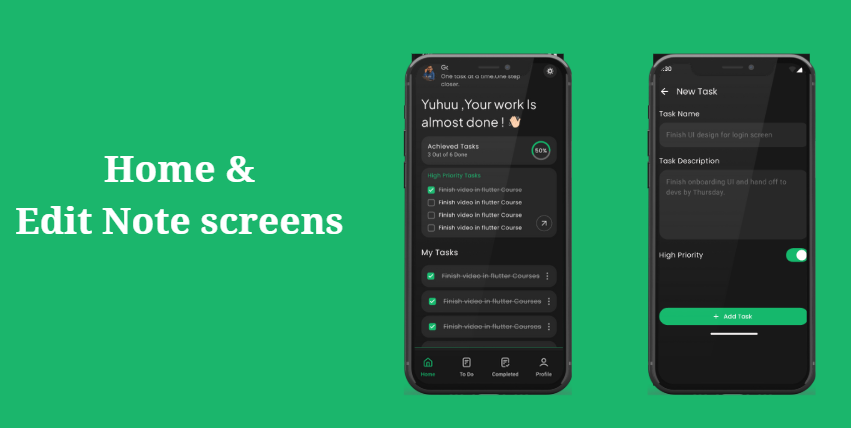 Home &
Edit Note screens
One task at a time.One step
closer.
Yuhuu ,Your work Is
almost done !
Achieved Tasks
3 Out of 6 Done
50%
High Priority Tasks
Finish video in flutter Course
Finish video in flutter Course
Finish video in flutter Course
Finish video in flutter Course
My Tasks
Finish video in flutter Courses
Finish video in flutter Courses
Finish video in flutter Courses
Home To Do Completed Profile
:30
New Task
Task Name
Finish UI design for login screen
Task Description
Finish onboarding UI and hand off to
devs by Thursday.
High Priority
+ Add Task